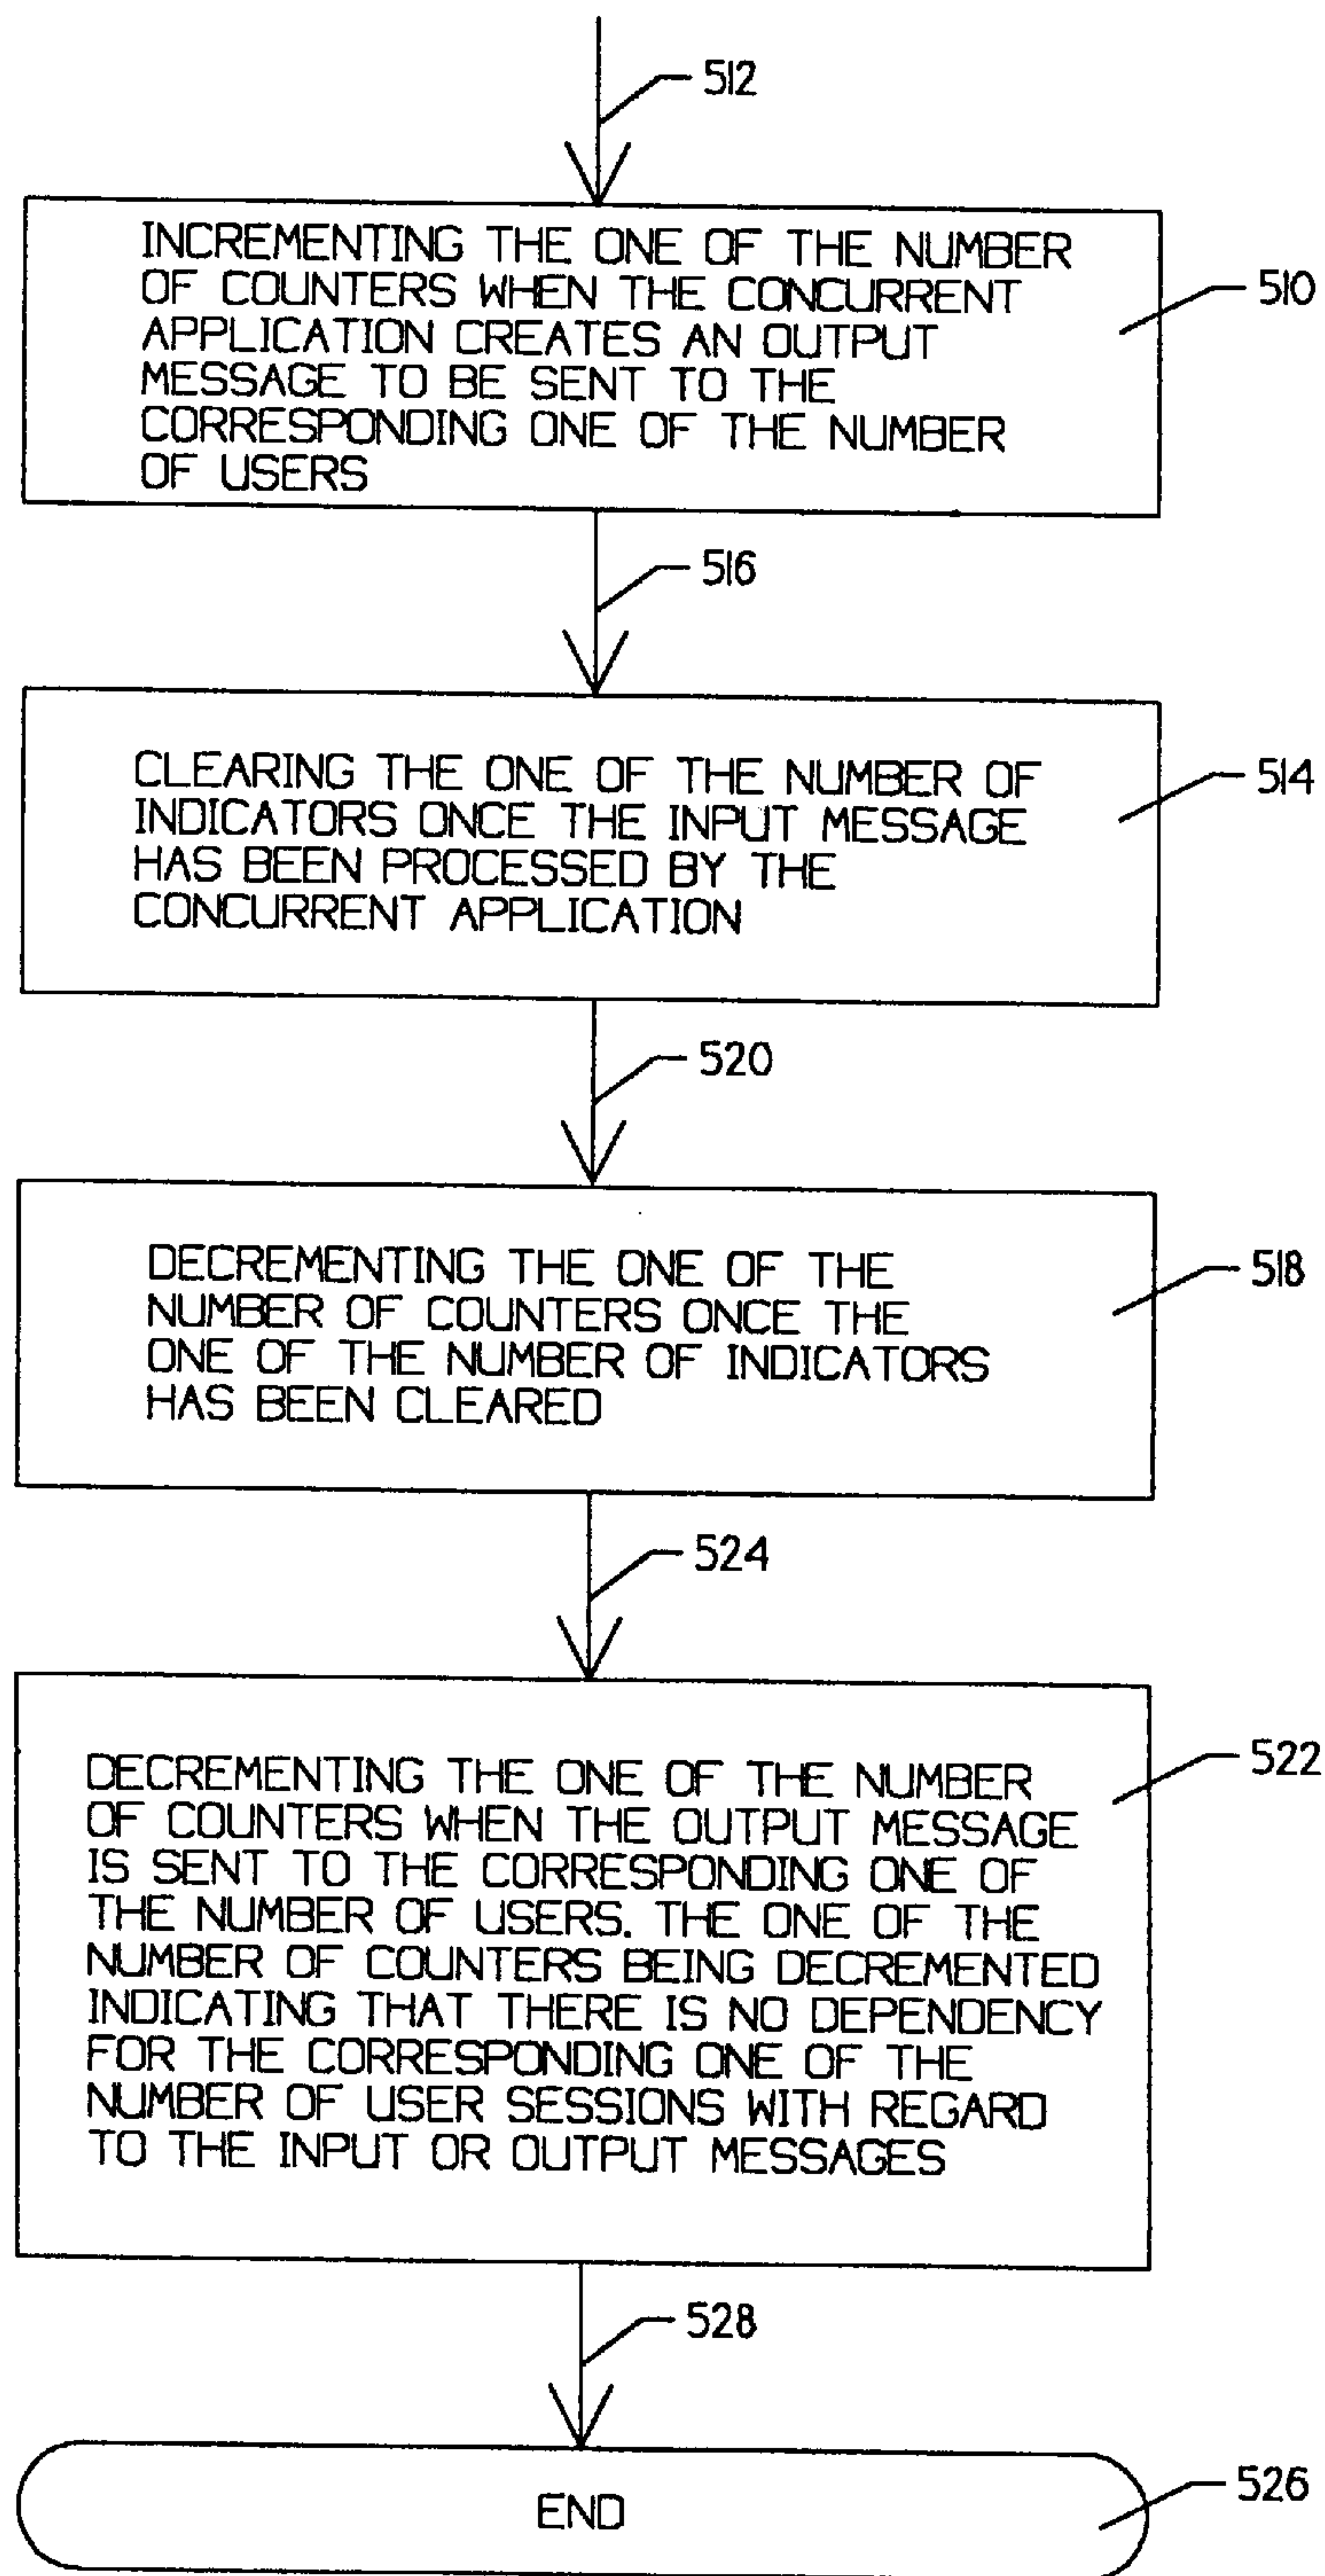 512
INCREMENTING THE ONE OF THE NUMBER
OF COUNTERS WHEN THE CONCURRENT
APPLICATION CREATES AN OUTPUT
MESSAGE TO BE SENT TO THE
CORRESPONDING ONE OF THE NUMBER
OF USERS
510
516
CLEARING THE ONE OF THE NUMBER OF
INDICATORS ONCE THE INPUT MESSAGE
HAS BEEN PROCESSED BY THE
CONCURRENT APPLICATION
514
520
DECREMENTING THE ONE OF THE
NUMBER OF COUNTERS ONCE THE
ONE OF THE NUMBER OF INDICATORS
HAS BEEN CLEARED
518
524
DECREMENTING THE ONE OF THE NUMBER
OF COUNTERS WHEN THE OUTPUT MESSAGE
IS SENT TO THE CORRESPONDING ONE OF
THE NUMBER OF USERS. THE ONE OF THE
NUMBER OF COUNTERS BEING DECREMENTED
INDICATING THAT THERE IS NO DEPENDENCY
FOR THE CORRESPONDING ONE OF THE
NUMBER OF USER SESSIONS WITH REGARD
TO THE INPUT OR OUTPUT MESSAGES
522
528
END
526